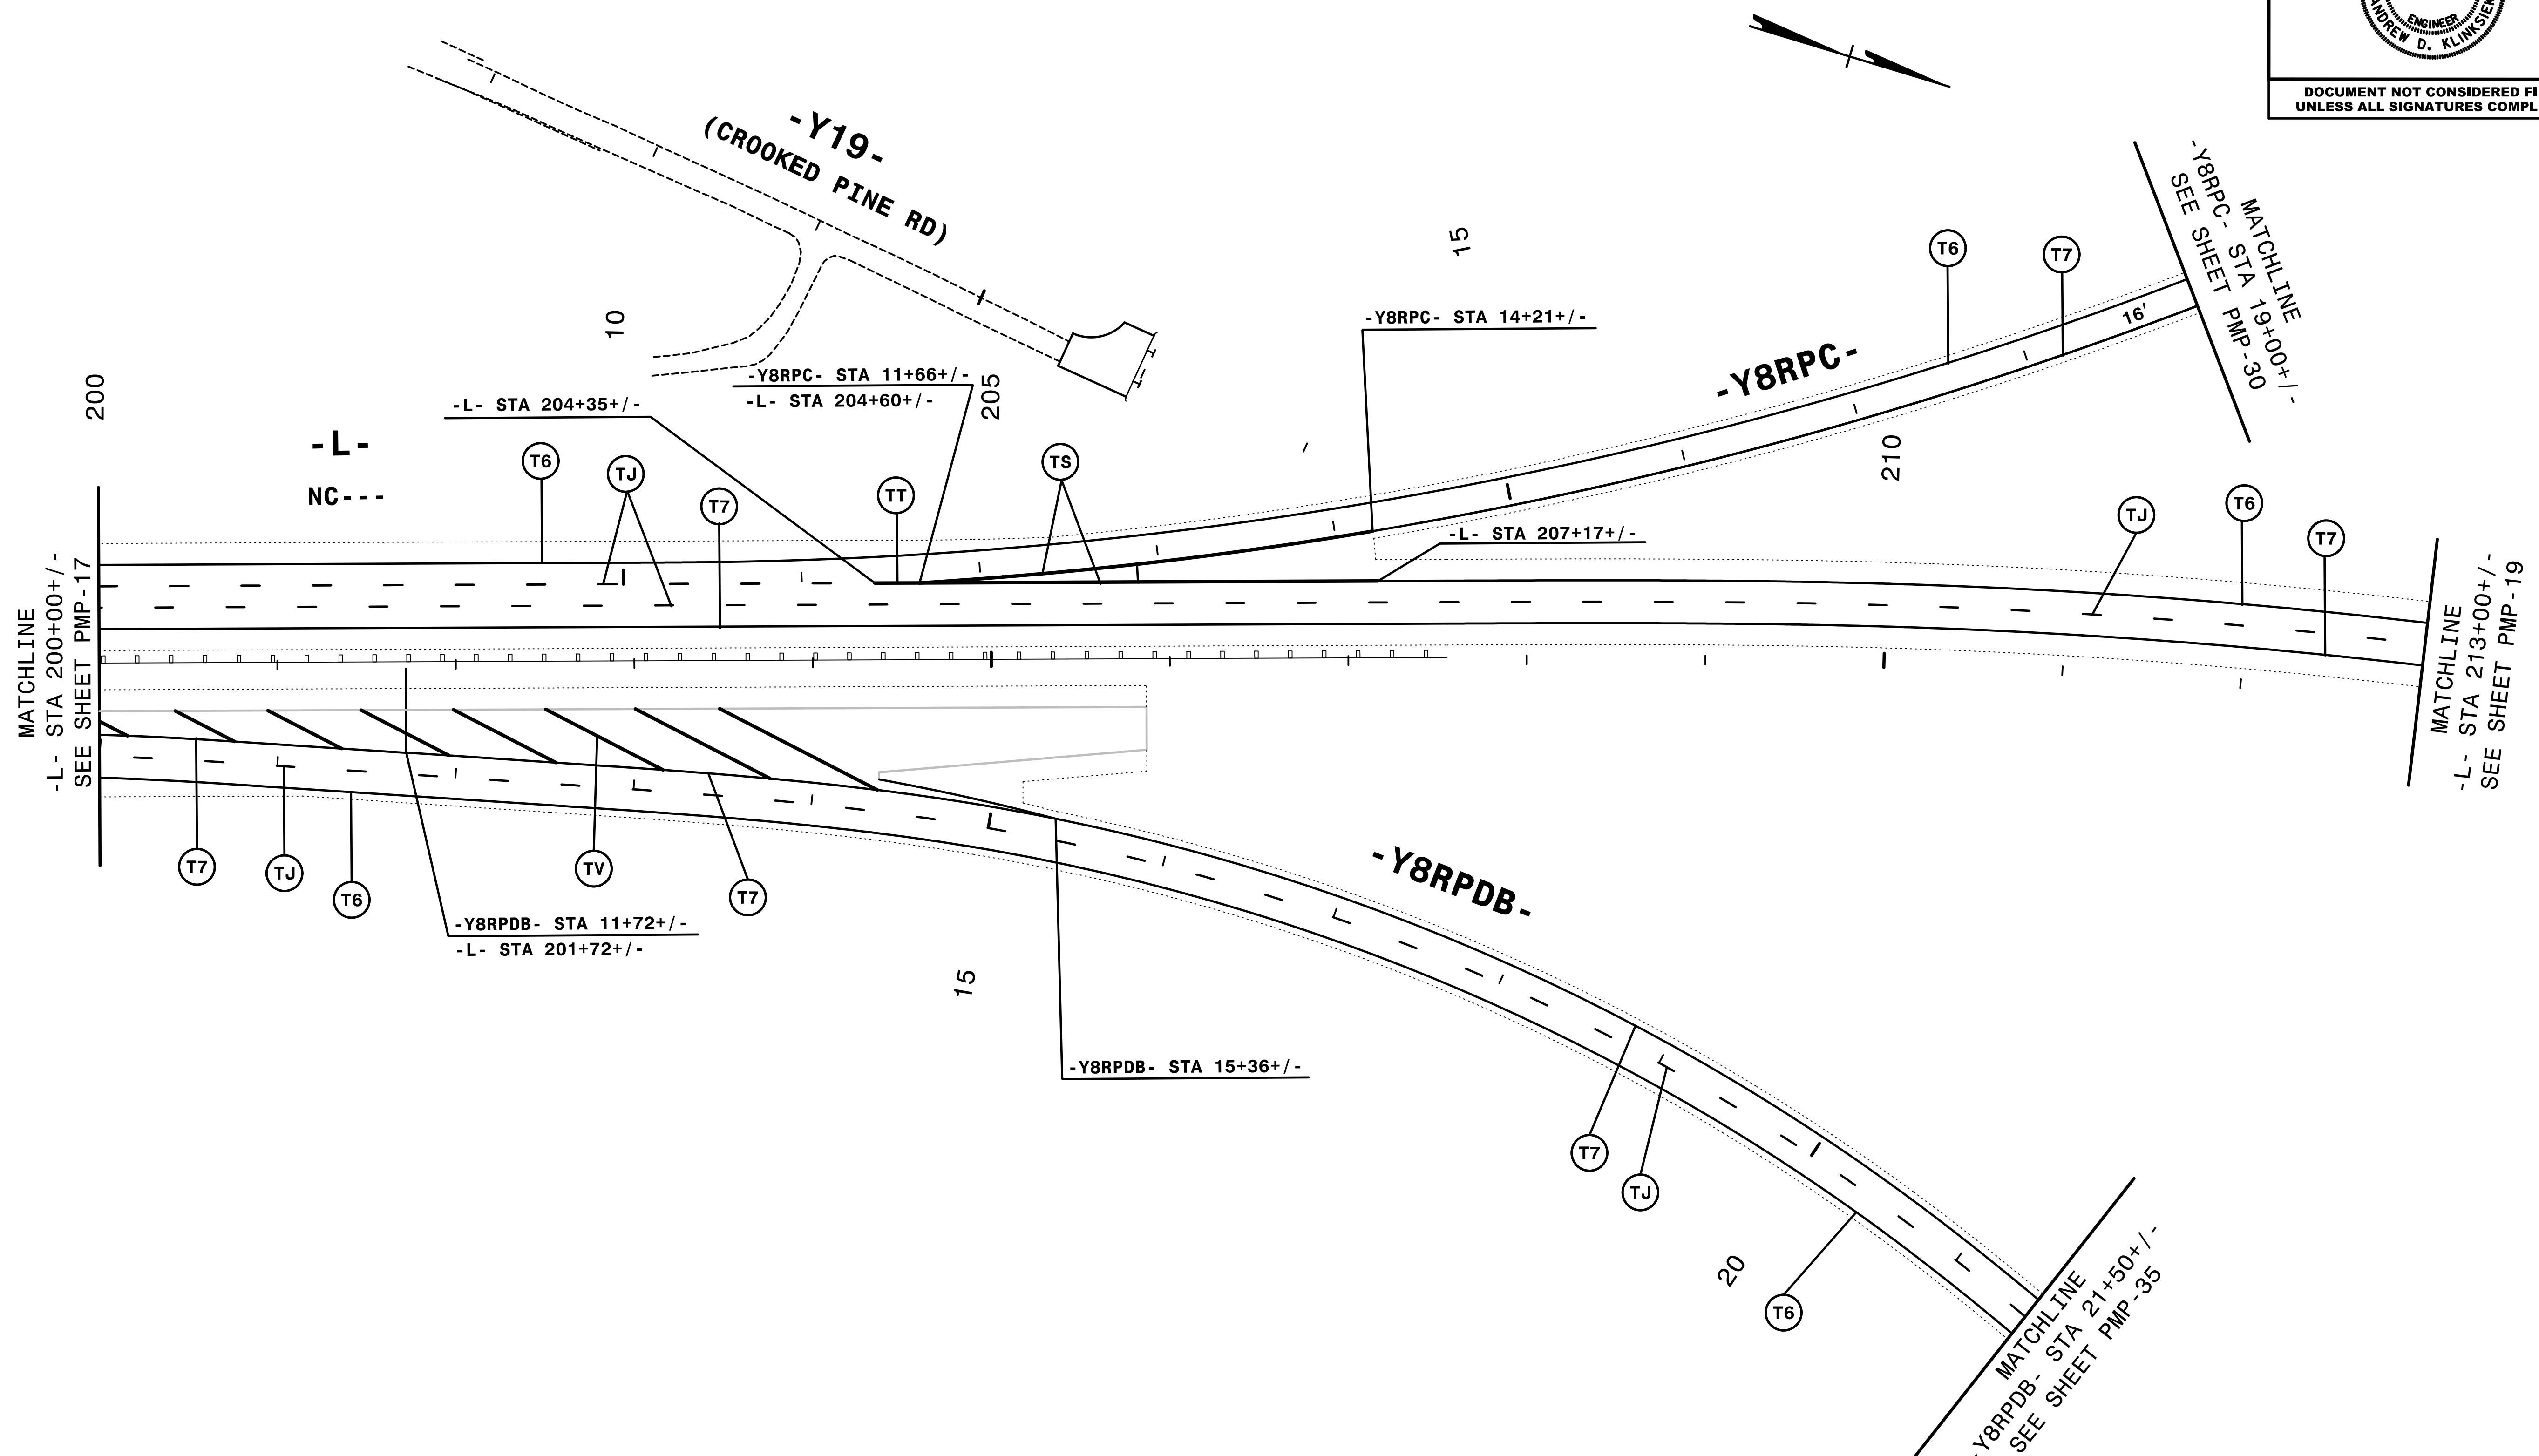 ENGINEER
ANDREW D.
DOCUMENT NOT CONSIDERED
UNLESS ALL SIGNATURES
-Y19-
(CROOKED PINE RD)
MATCHLINE
-Y8RPC- STA 19+00+/-
SEE SHEET PMP-30
15
T6
T7
16'
10
-Y8RPC- STA 14+21+/-
-Y8RPC-
200
-Y8RPC- STA 11+66+/-
-L- STA 204+60+/-
205
-L- STA 204+35+/-
210
-L-
NC---
T6
TJ
T7
TT
TS
TJ
T6
T7
-L- STA 207+17+/-
MATCHLINE
-L- STA 200+00+/-
SEE SHEET PMP-17
MATCHLINE
-L- STA 213+00+/-
SEE SHEET PMP-19
T7
TJ
T6
TV
T7
-Y8RPDB-
-Y8RPDB- STA 11+72+/-
-L- STA 201+72+/-
15
-Y8RPDB- STA 15+36+/-
T7
TJ
20
T6
MATCHLINE
-Y8RPDB- STA 21+50+/-
SEE SHEET PMP-35